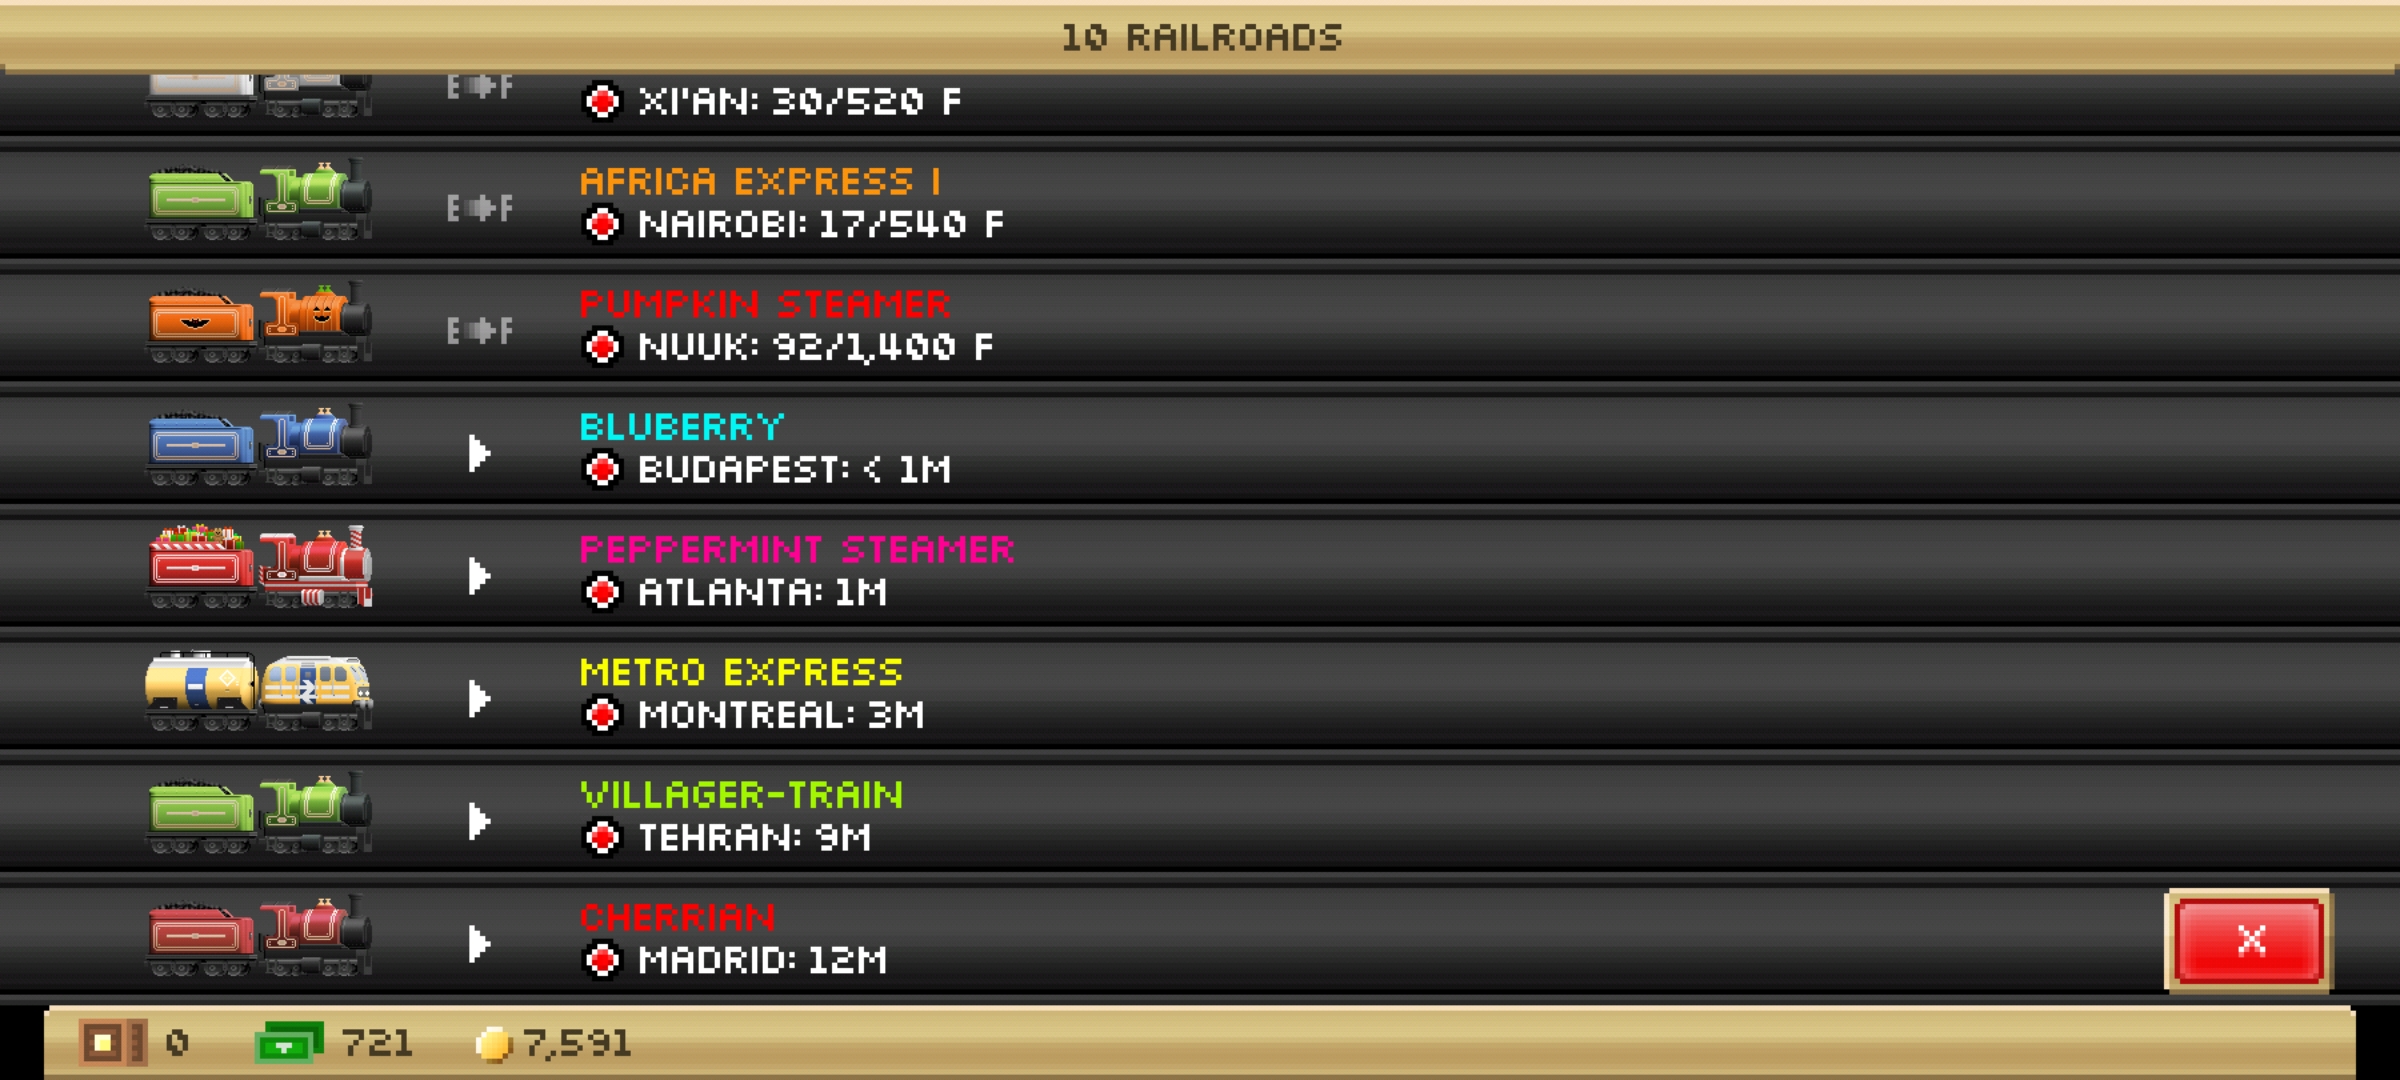 10 RAILROADS
E F
XI'AN: 30/520 F
AFRICA EXPRESS I
E F
NAIROBI: 17/540 F
PUMPKIN STEAMER
E F
NUUK: 92/1,400 F
BLUBERRY
BUDAPEST: < 1M
PEPPERMINT STEAMER
ATLANTA: 1M
METRO EXPRESS
MONTREAL: 3M
VILLAGER-TRAIN
TEHRAN: 9M
CHERRIAN
MADRID: 12M
X
0 721 7,591